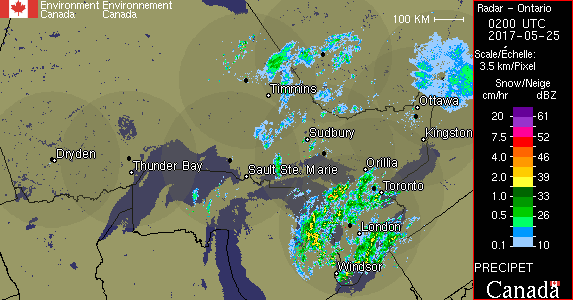 Environment Environnement
Canada Canada
100 KM
Radar - Ontario
0200 UTC
2017-05-25
Scale/Échelle:
3.5 km/Pixel
Snow/Neige
cm/hr dBZ
20 61
7.5 52
4.0 46
2.0 39
1.0 33
0.5 26
0.1 10
PRECIPET
Canada
Timmins
Ottawa
Sudbury
Kingston
Dryden
Thunder Bay
Sault Ste. Marie
Orillia
Toronto
London
Windsor